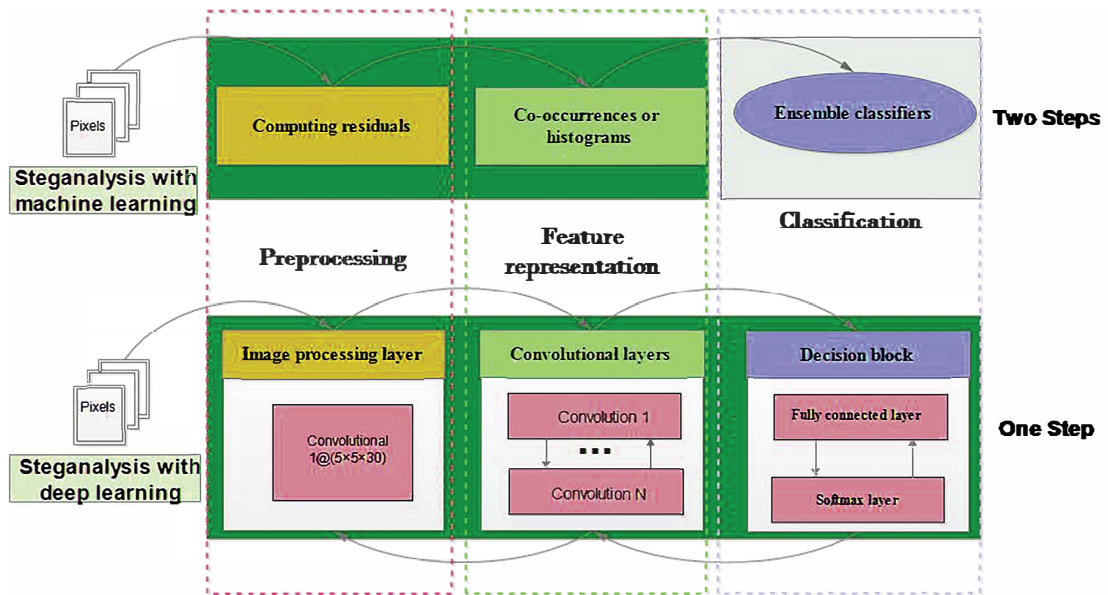 Pixels
Steganalysis with
machine learning
Computing residuals
Co-occurrences or
histograms
Ensemble classifiers
Two Steps
Preprocessing
Feature
representation
Classification
Pixels
Steganalysis with
deep learning
Image processing layer
Convolutional
1@(5×5×30)
Convolutional layers
Convolution 1
...
Convolution N
Decision block
Fully connected layer
Softmax layer
One Step